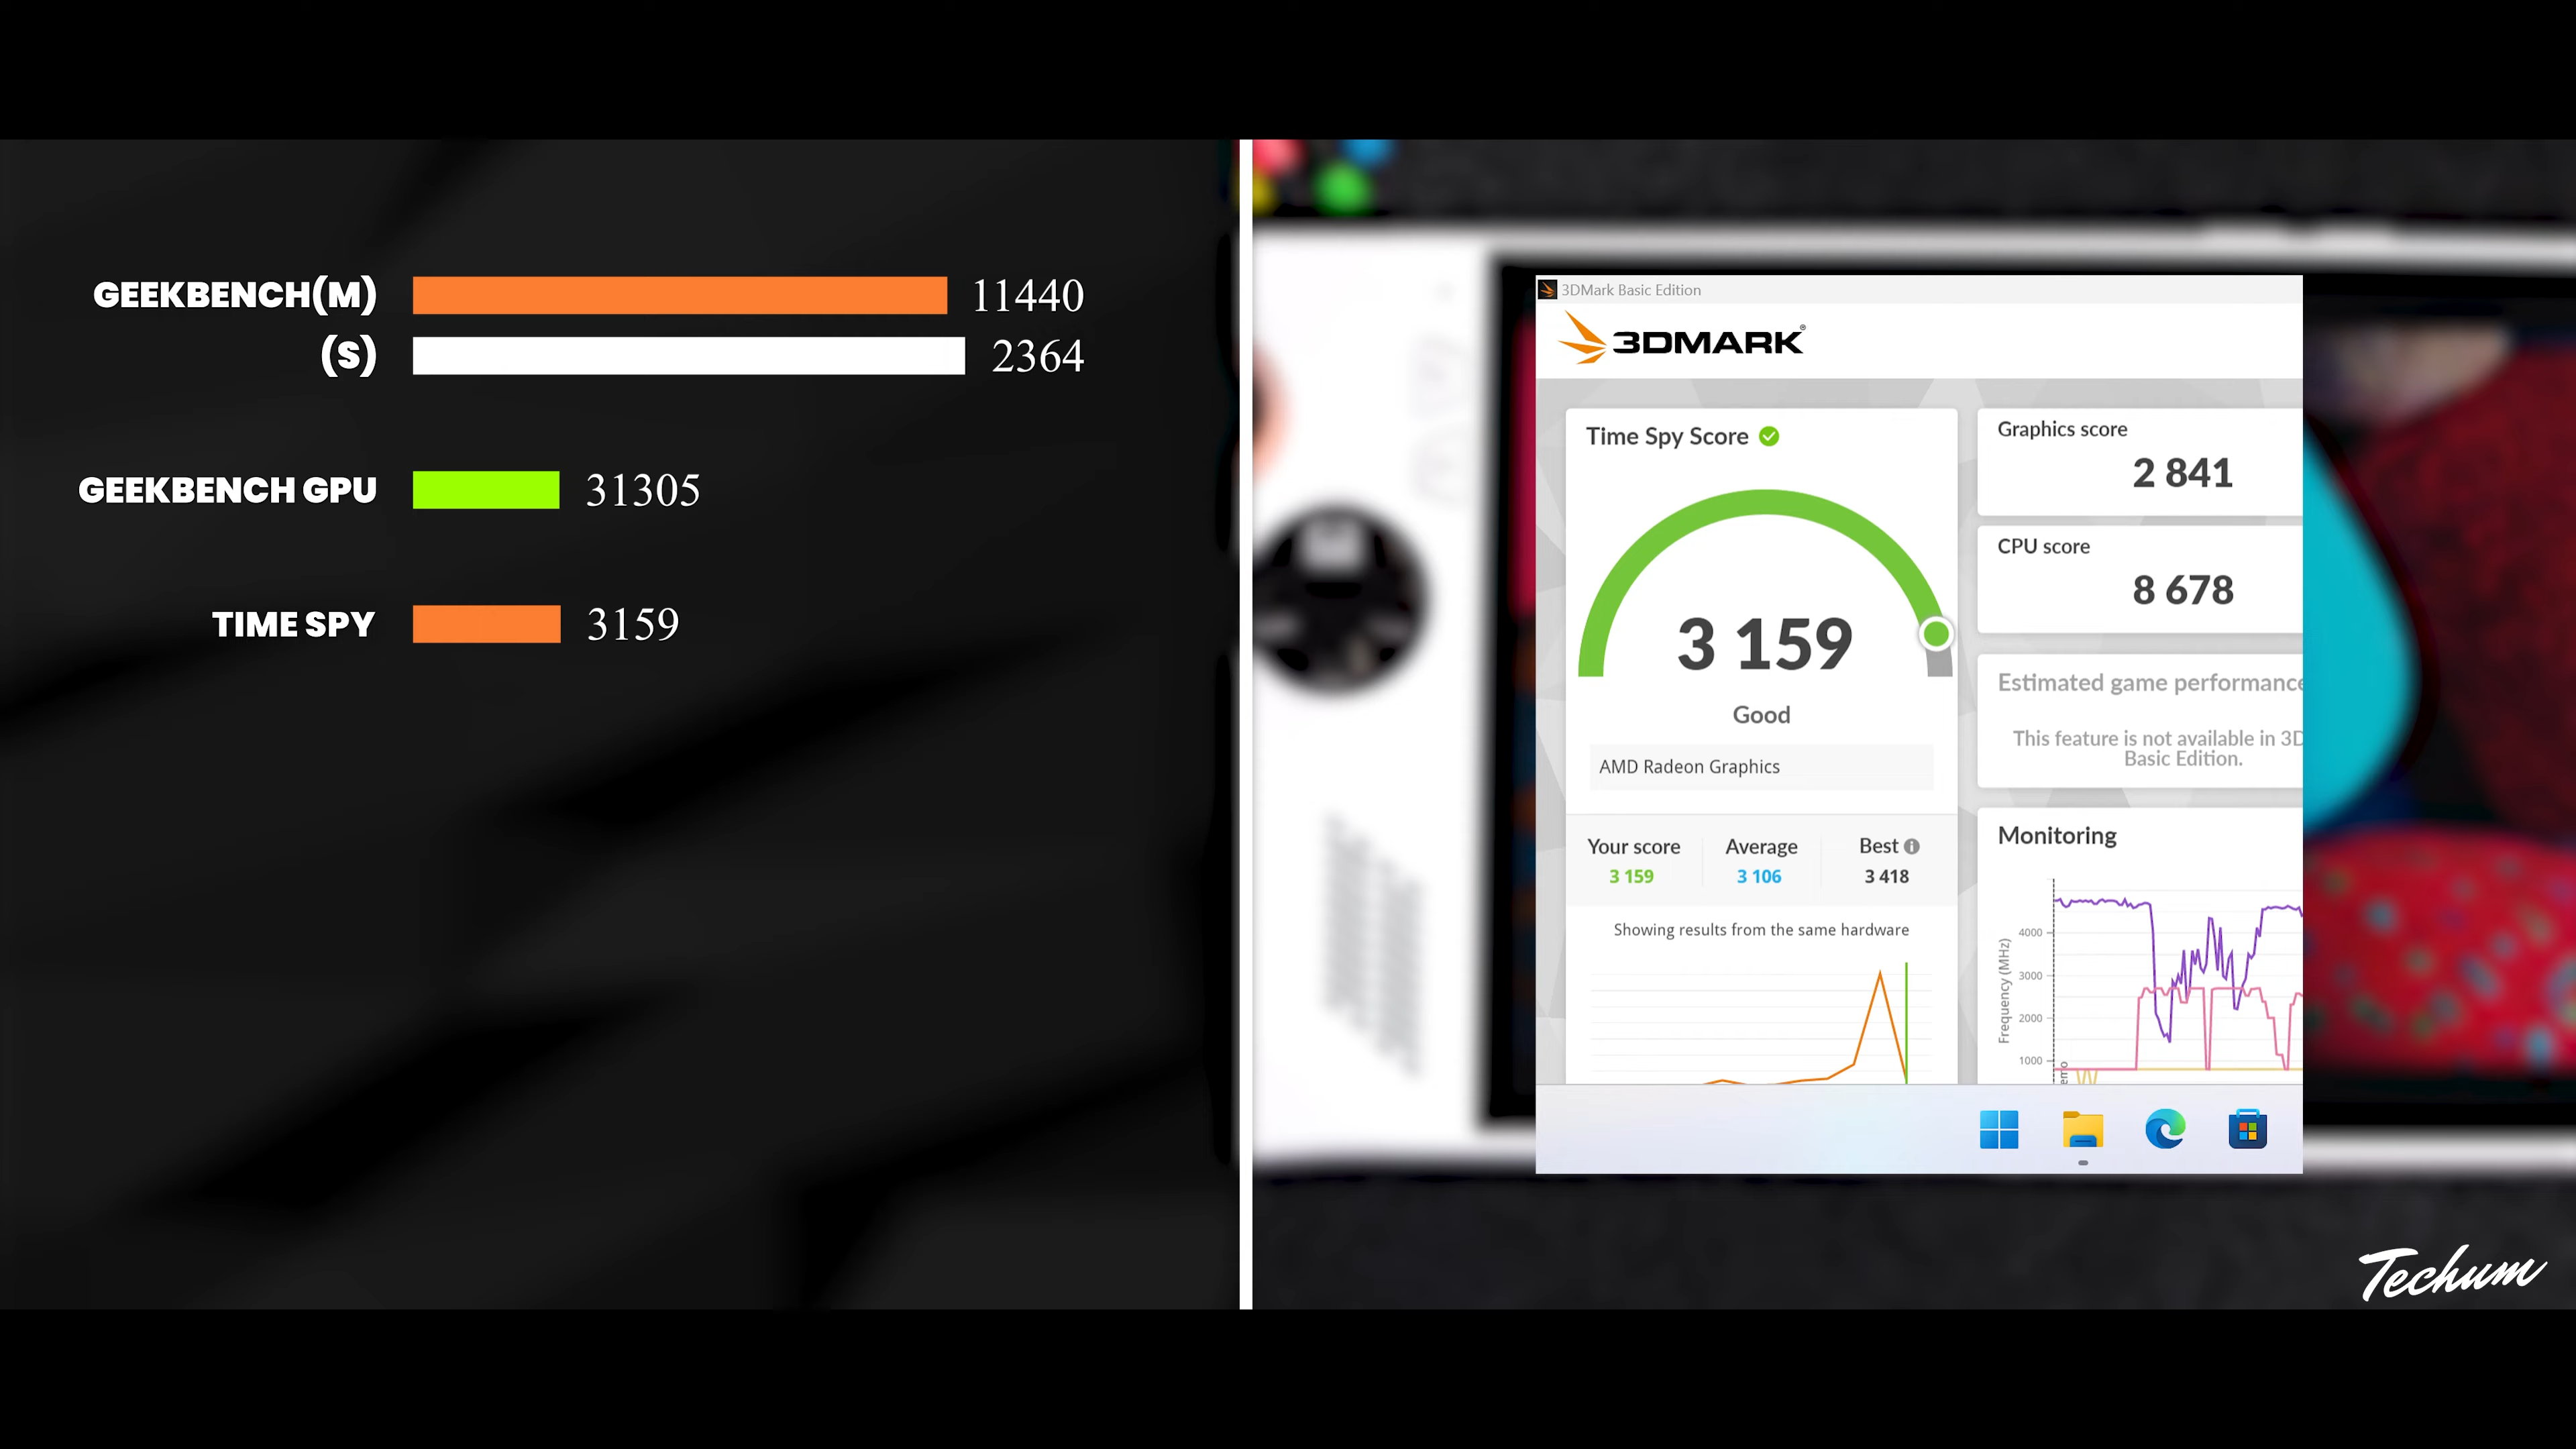 GEEKBENCH(M) 11440
(S) 2364
GEEKBENCH GPU 31305
TIME SPY 3159
3DMark Basic Edition
3DMARK®
Time Spy Score
3 159
Good
AMD Radeon Graphics
Your score Average Best
3 159 3 106 3 418
Showing results from the same hardware
Graphics score
2 841
CPU score
8 678
Estimated game performance
This feature is not available in 3D
Basic Edition.
Monitoring
Frequency (MHz)
4000
3000
2000
1000
emo
Techum